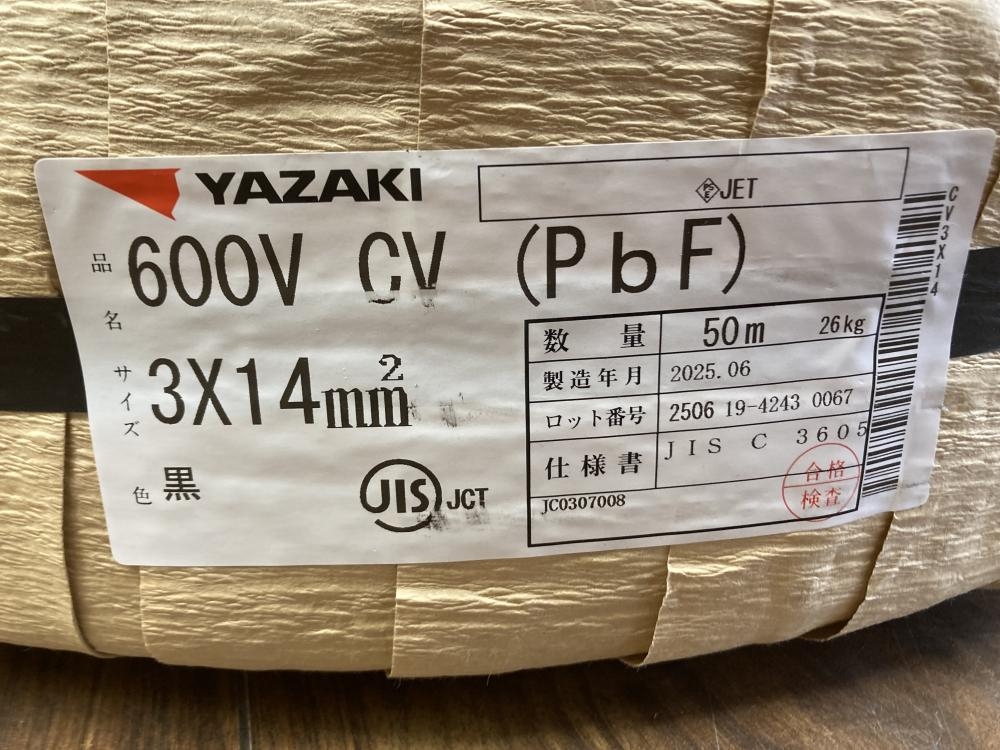 YAZAKI
PS E JET
品名 600V CV (PbF)
サイズ 3X14mm²
色 黒
JIS JCT
数量 50m 26kg
製造年月 2025.06
ロット番号 2506 19-4243 0067
仕様書 JIS C 3605
JC0307008
合格
検査
CV3X14